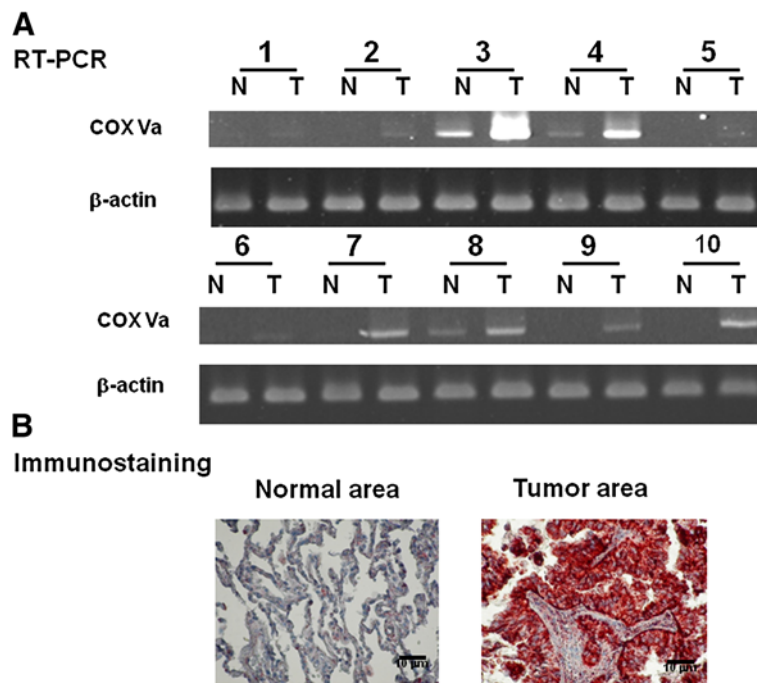 A
RT-PCR
1 2 3 4 5
N T N T N T N T N T
COX Va
β-actin
6 7 8 9 10
N T N T N T N T N T
COX Va
β-actin
B
Immunostaining
Normal area Tumor area
10 μm 10 μm